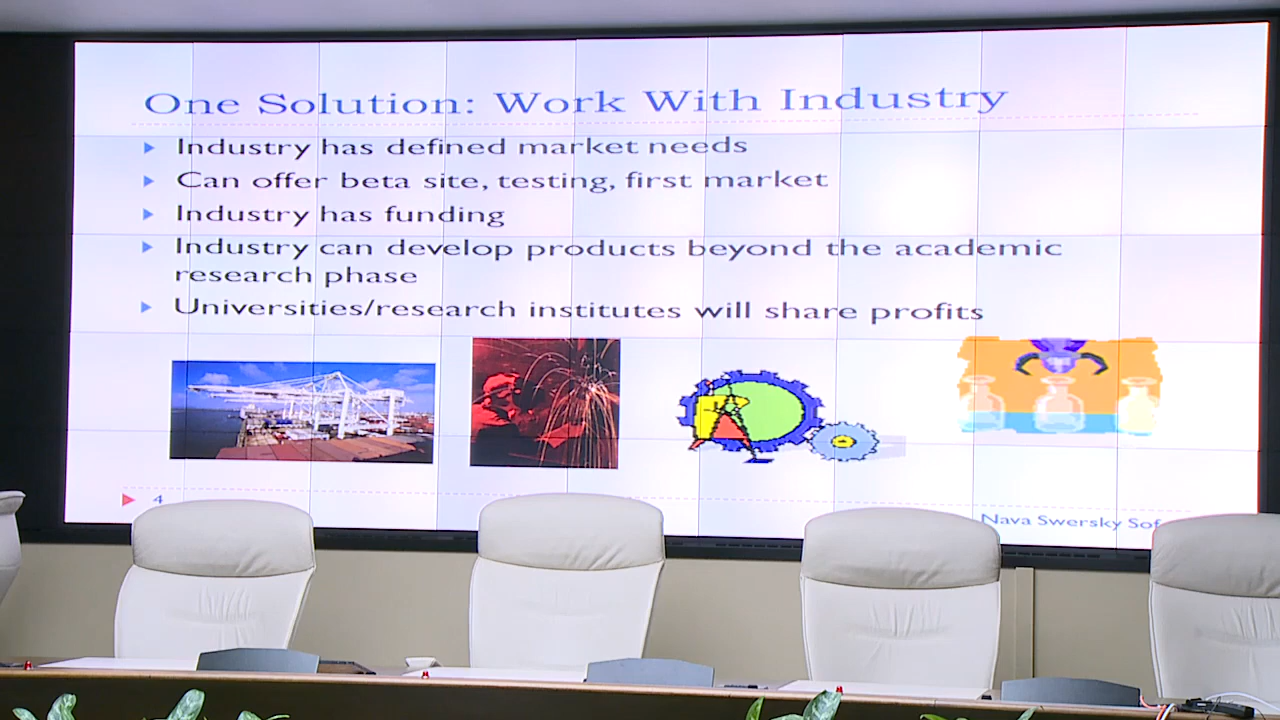 One Solution: Work With Industry
Industry has defined market needs
Can offer beta site, testing, first market
Industry has funding
Industry can develop products beyond the academic
research phase
Universities/research institutes will share profits
4
Nava Swersky